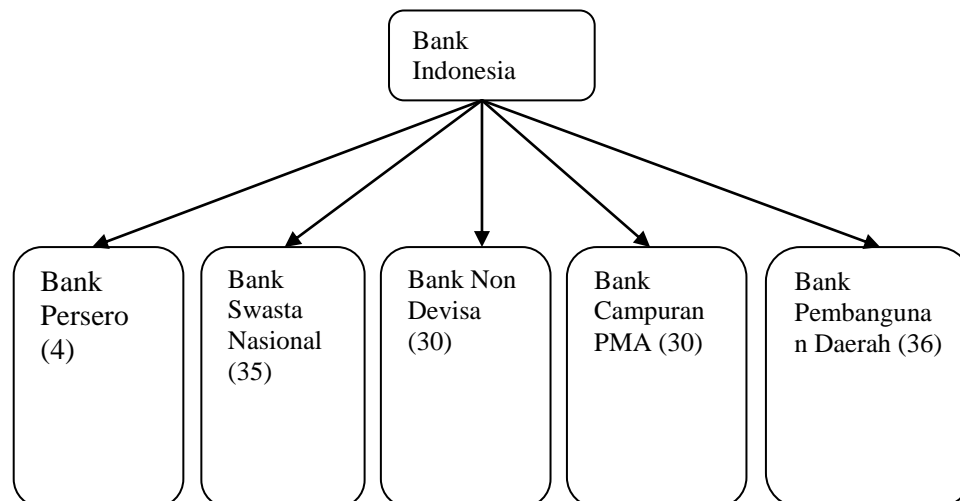 Bank
Indonesia
Bank
Persero
(4)
Bank
Swasta
Nasional
(35)
Bank Non
Devisa
(30)
Bank
Campuran
PMA (30)
Bank
Pembanguna
n Daerah (36)